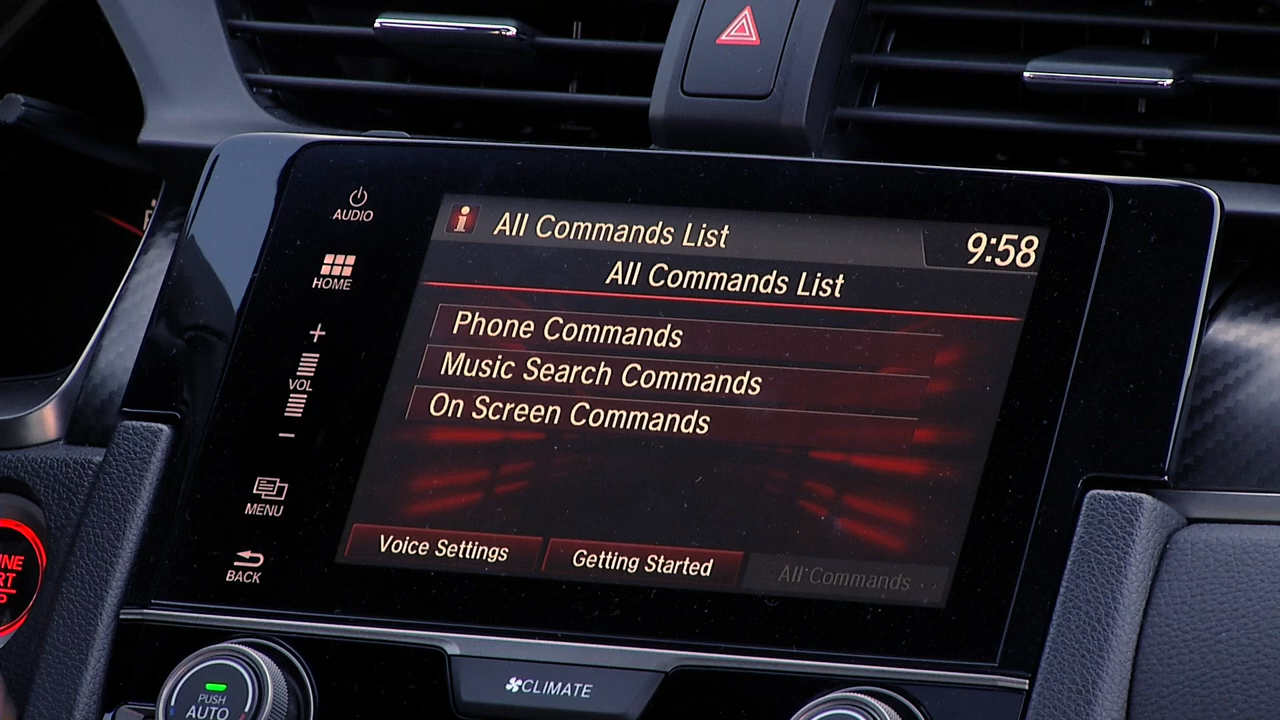 AUDIO
HOME
+
VOL
−
MENU
BACK
i All Commands List 9:58
All Commands List
Phone Commands
Music Search Commands
On Screen Commands
Voice Settings Getting Started All Commands
PUSH
AUTO
CLIMATE